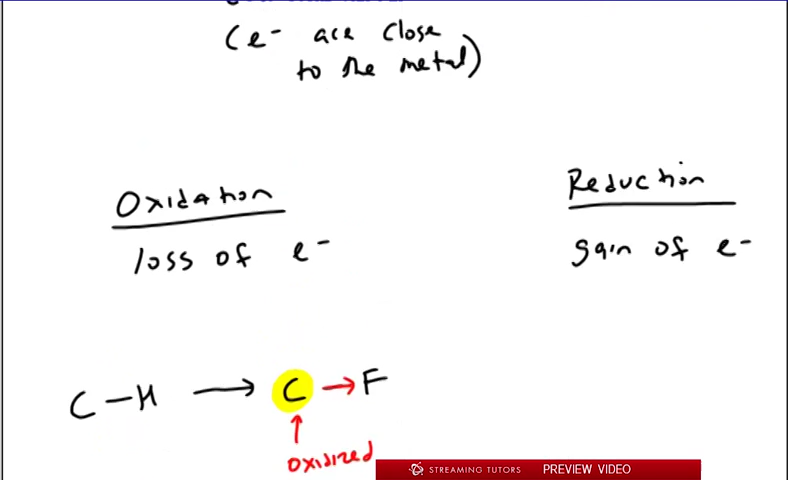 (e- are close
to the metal)
Oxidation
Reduction
loss of e-
gain of e-
C-H → C → F
↑
oxidized
STREAMING TUTORS PREVIEW VIDEO